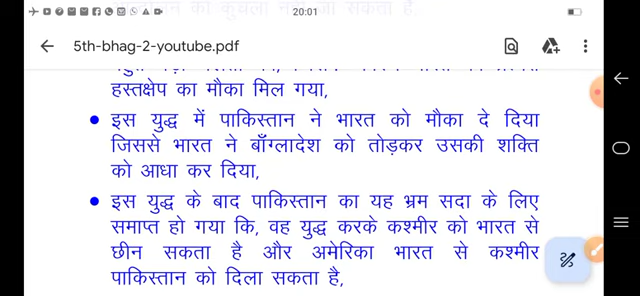 20:01
5th-bhag-2-youtube.pdf
हस्तक्षेप का मौका मिल गया,
● इस युद्ध में पाकिस्तान ने भारत को मौका दे दिया
जिससे भारत ने बाँग्लादेश को तोड़कर उसकी शक्ति
को आधा कर दिया,
● इस युद्ध के बाद पाकिस्तान का यह भ्रम सदा के लिए
समाप्त हो गया कि, वह युद्ध करके कश्मीर को भारत से
छीन सकता है और अमेरिका भारत से कश्मीर
पाकिस्तान को दिला सकता है,